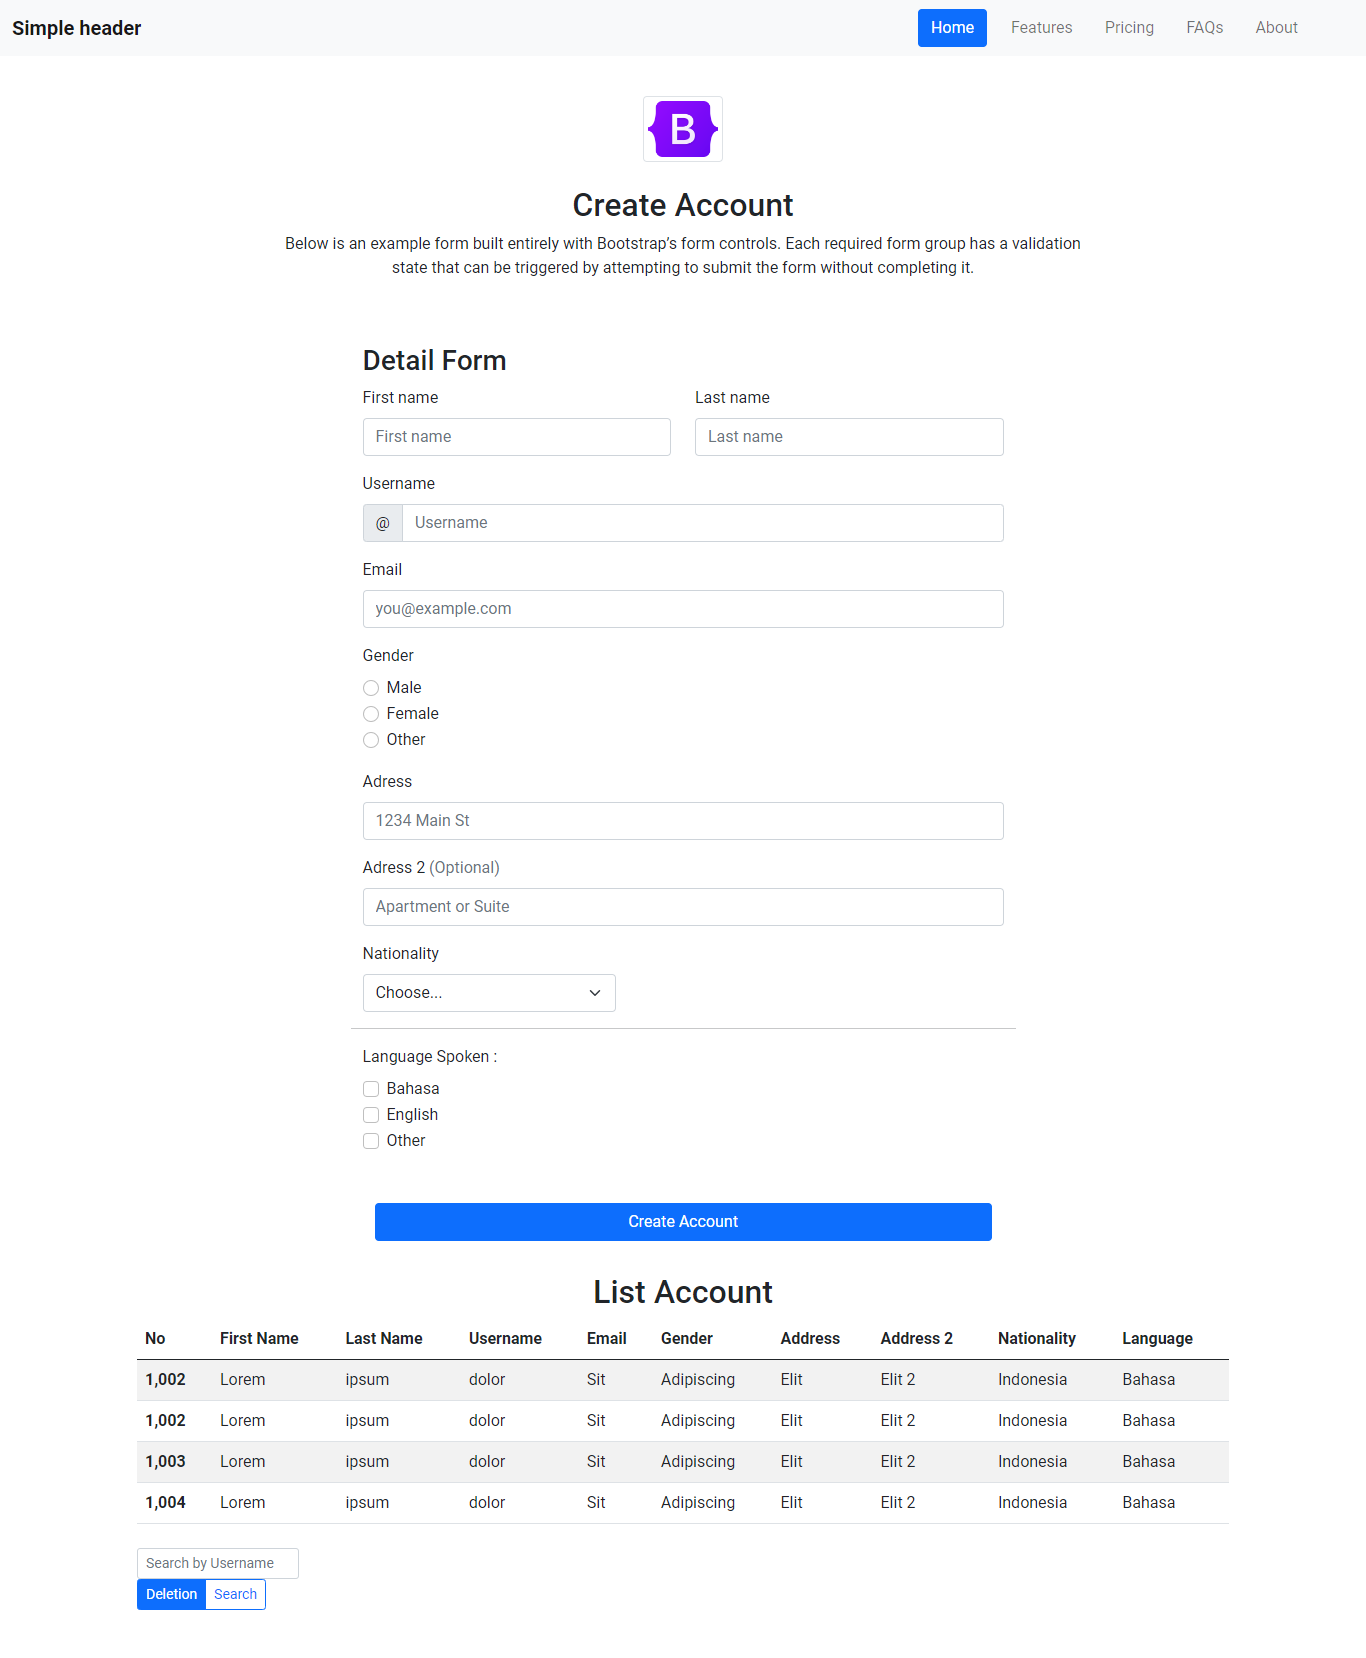 Simple header Home Features Pricing FAQs About
B
Create Account
Below is an example form built entirely with Bootstrap's form controls. Each required form group has a validation
state that can be triggered by attempting to submit the form without completing it.
Detail Form
First name Last name
First name Last name
Username
@ Username
Email
you@example.com
Gender
Male
Female
Other
Adress
1234 Main St
Adress 2 (Optional)
Apartment or Suite
Nationality
Choose...
Language Spoken :
Bahasa
English
Other
Create Account
List Account
No First Name Last Name Username Email Gender Address Address 2 Nationality Language
1,002 Lorem ipsum dolor Sit Adipiscing Elit Elit 2 Indonesia Bahasa
1,002 Lorem ipsum dolor Sit Adipiscing Elit Elit 2 Indonesia Bahasa
1,003 Lorem ipsum dolor Sit Adipiscing Elit Elit 2 Indonesia Bahasa
1,004 Lorem ipsum dolor Sit Adipiscing Elit Elit 2 Indonesia Bahasa
Search by Username
Deletion Search